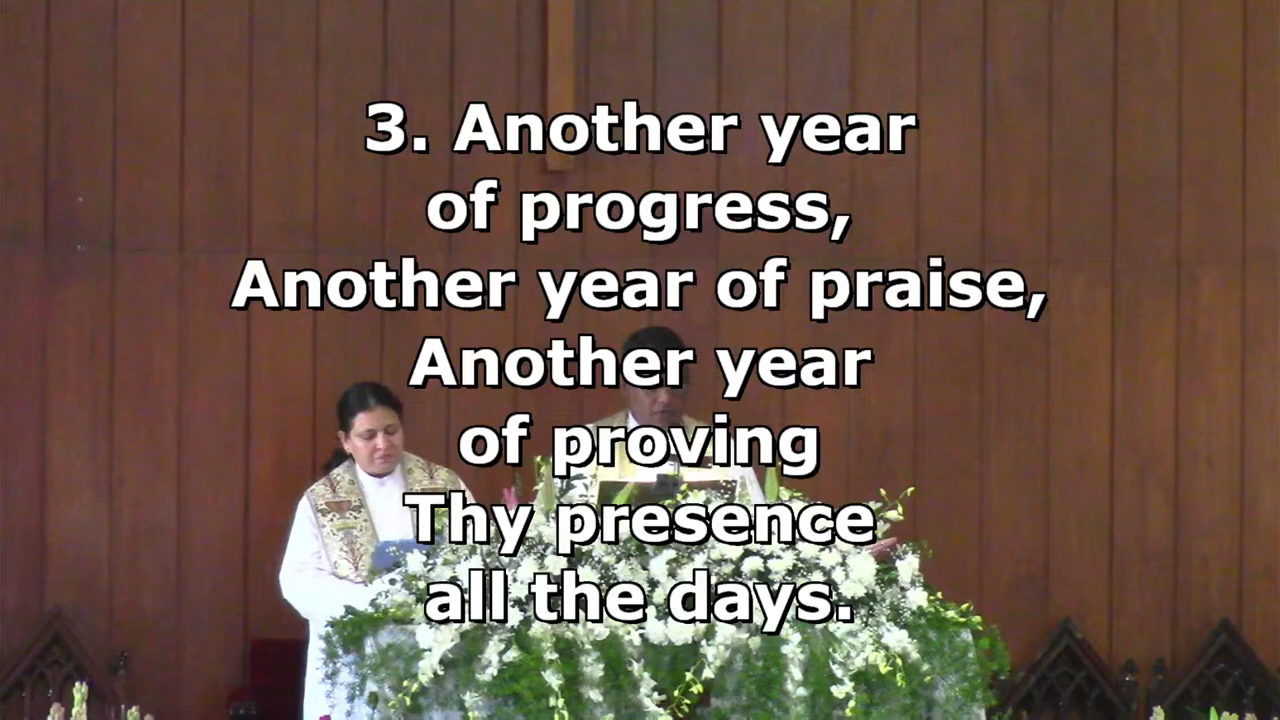 3. Another year
of progress,
Another year of praise,
Another year
of proving
Thy presence
all the days.